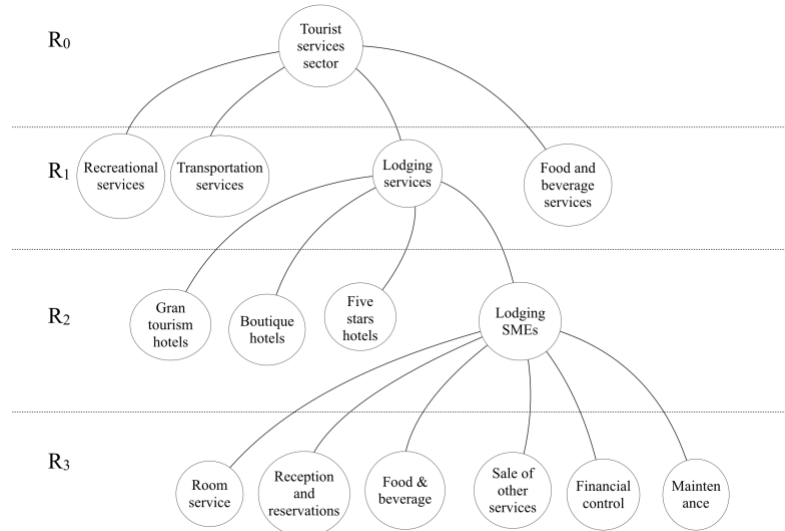 R0
Tourist
services
sector
R1
Recreational
services
Transportation
services
Lodging
services
Food and
beverage
services
R2
Gran
tourism
hotels
Boutique
hotels
Five
stars
hotels
Lodging
SMEs
R3
Room
service
Reception
and
reservations
Food &
beverage
Sale of
other
services
Financial
control
Mainten
ance